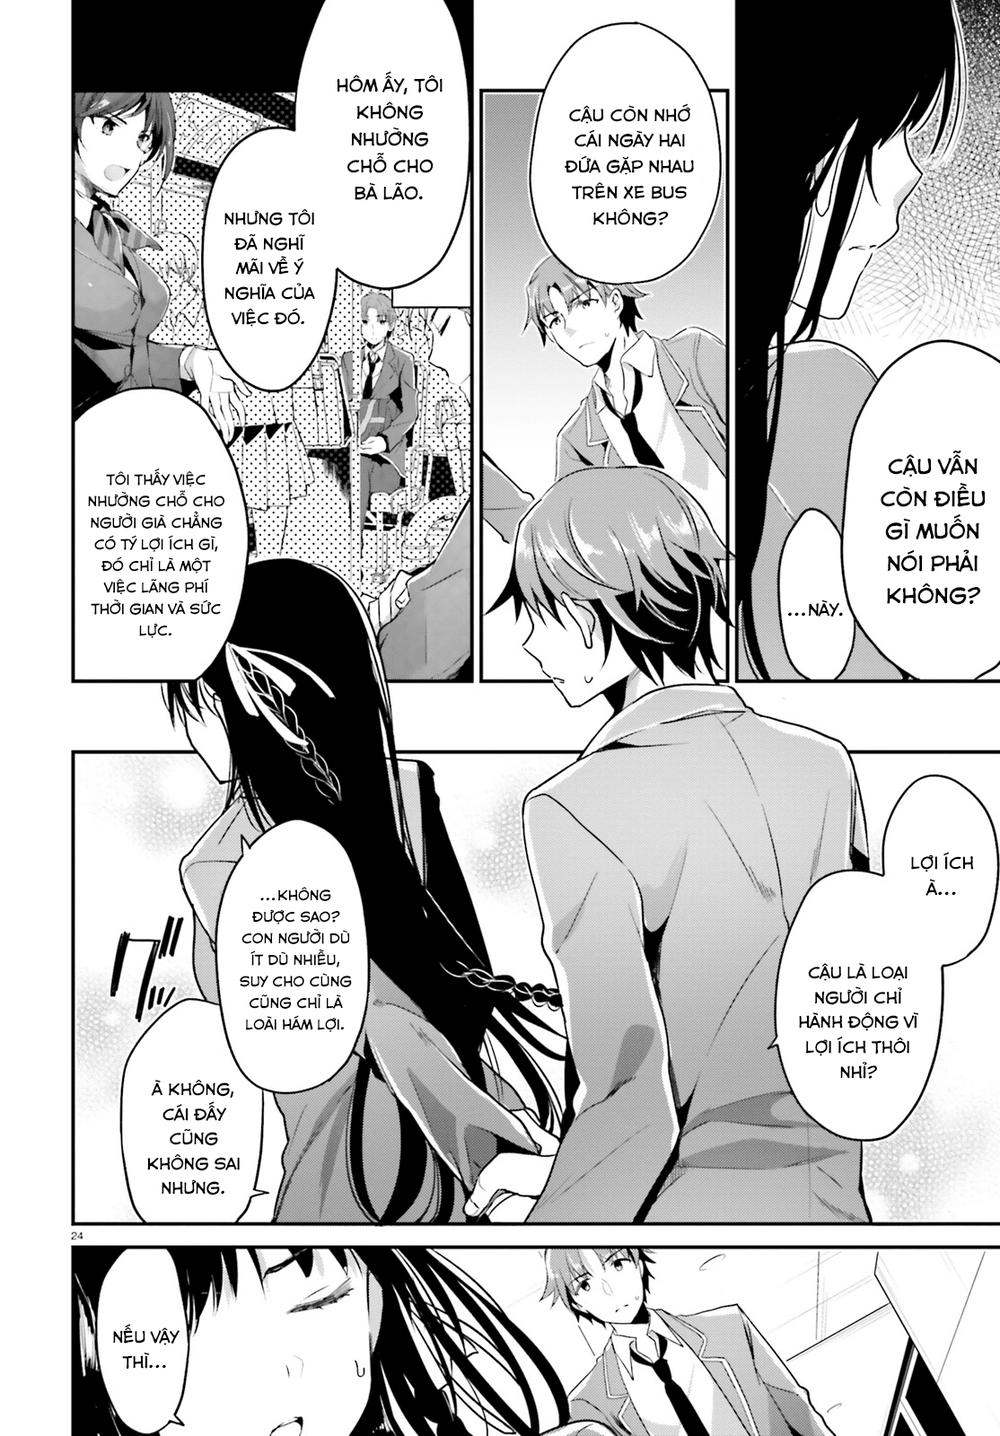 CẬU VẪN
CÒN ĐIỀU
GÌ MUỐN
NÓI PHẢI
KHÔNG?
...NÀY.
CẬU CÒN NHỚ
CÁI NGÀY HAI
ĐỨA GẶP NHAU
TRÊN XE BUS
KHÔNG?
HÔM ẤY, TÔI
KHÔNG
NHƯỜNG
CHỖ CHO
BÀ LÃO.
NHƯNG TÔI
ĐÃ NGHĨ
MÃI VỀ Ý
NGHĨA CỦA
VIỆC ĐÓ.
TÔI THẤY VIỆC
NHƯỜNG CHỖ CHO
NGƯỜI GIÀ CHẲNG
CÓ TÝ LỢI ÍCH GÌ,
ĐÓ CHỈ LÀ MỘT
VIỆC LÃNG PHÍ
THỜI GIAN VÀ SỨC
LỰC.
LỢI ÍCH
À...
CẬU LÀ LOẠI
NGƯỜI CHỈ
HÀNH ĐỘNG VÌ
LỢI ÍCH THÔI
NHỈ?
...KHÔNG
ĐƯỢC SAO?
CON NGƯỜI DÙ
ÍT DÙ NHIỀU,
SUY CHO CÙNG
CŨNG CHỈ LÀ
LOÀI HÁM LỢI.
À KHÔNG,
CÁI ĐẤY
CŨNG
KHÔNG SAI
NHƯNG.
24
NẾU VẬY
THÌ...